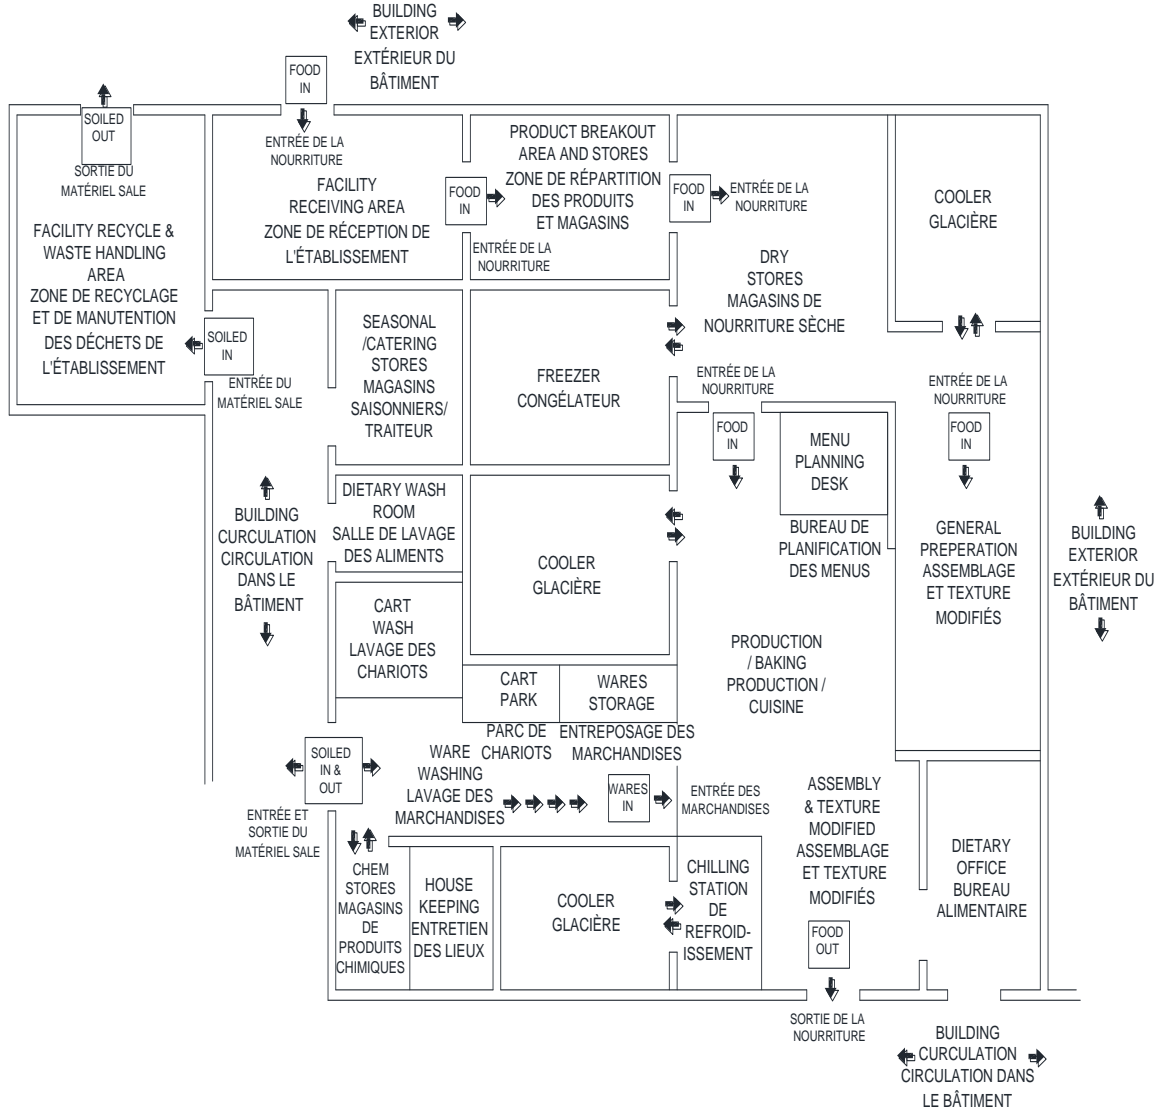 BUILDING
EXTERIOR
EXTÉRIEUR DU
BÂTIMENT
FOOD
IN
ENTRÉE DE LA
NOURRITURE
SOILED
OUT
SORTIE DU
MATÉRIEL SALE
FACILITY RECYCLE &
WASTE HANDLING
AREA
ZONE DE RECYCLAGE
ET DE MANUTENTION
DES DÉCHETS DE
L'ÉTABLISSEMENT
FACILITY
RECEIVING AREA
ZONE DE RÉCEPTION DE
L'ÉTABLISSEMENT
FOOD
IN
ENTRÉE DE LA
NOURRITURE
PRODUCT BREAKOUT
AREA AND STORES
ZONE DE RÉPARTITION
DES PRODUITS
ET MAGASINS
FOOD
IN
ENTRÉE DE LA
NOURRITURE
DRY
STORES
MAGASINS DE
NOURRITURE SÈCHE
COOLER
GLACIÈRE
SOILED
IN
ENTRÉE DU
MATÉRIEL SALE
SEASONAL
/CATERING
STORES
MAGASINS
SAISONNIERS/
TRAITEUR
FREEZER
CONGÉLATEUR
ENTRÉE DE LA
NOURRITURE
FOOD
IN
MENU
PLANNING
DESK
BUREAU DE
PLANIFICATION
DES MENUS
ENTRÉE DE LA
NOURRITURE
FOOD
IN
GENERAL
PREPERATION
ASSEMBLAGE
ET TEXTURE
MODIFIÉS
BUILDING
EXTERIOR
EXTÉRIEUR DU
BÂTIMENT
BUILDING
CURCULATION
CIRCULATION
DANS LE
BÂTIMENT
DIETARY WASH
ROOM
SALLE DE LAVAGE
DES ALIMENTS
COOLER
GLACIÈRE
CART
WASH
LAVAGE DES
CHARIOTS
PRODUCTION
/ BAKING
PRODUCTION /
CUISINE
CART
PARK
PARC DE
CHARIOTS
WARES
STORAGE
ENTREPOSAGE DES
MARCHANDISES
SOILED
IN &
OUT
ENTRÉE ET
SORTIE DU
MATÉRIEL SALE
WARE
WASHING
LAVAGE DES
MARCHANDISES
WARES
IN
ENTRÉE DES
MARCHANDISES
ASSEMBLY
& TEXTURE
MODIFIED
ASSEMBLAGE
ET TEXTURE
MODIFIÉS
DIETARY
OFFICE
BUREAU
ALIMENTAIRE
CHEM
STORES
MAGASINS
DE
PRODUITS
CHIMIQUES
HOUSE
KEEPING
ENTRETIEN
DES LIEUX
COOLER
GLACIÈRE
CHILLING
STATION
DE
REFROID-
ISSEMENT
FOOD
OUT
SORTIE DE LA
NOURRITURE
BUILDING
CURCULATION
CIRCULATION DANS
LE BÂTIMENT